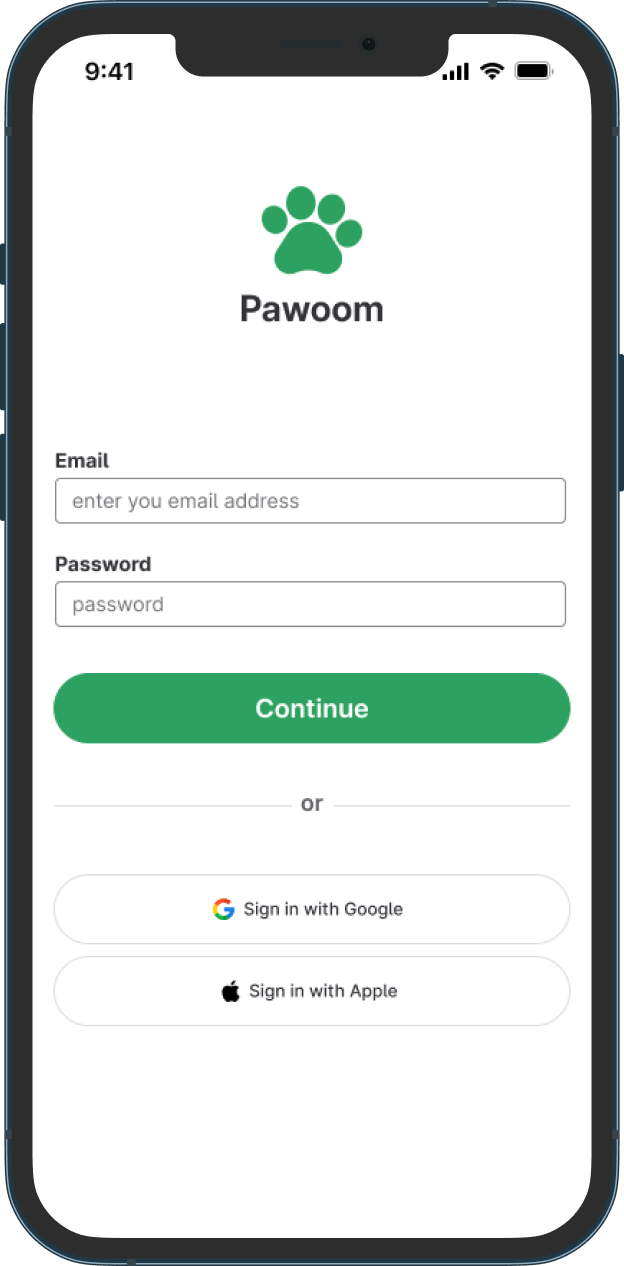 9:41
Pawoom
Email
enter you email address
Password
password
Continue
or
Sign in with Google
Sign in with Apple